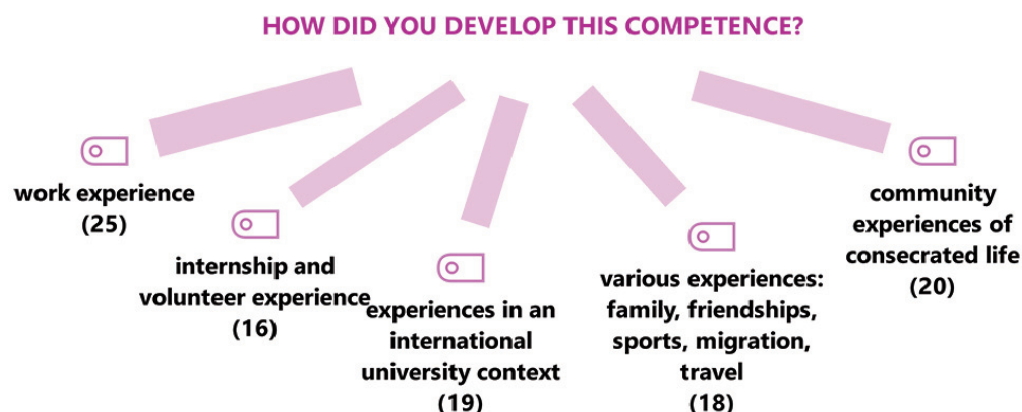 HOW DID YOU DEVELOP THIS COMPETENCE?
work experience
(25)
internship and
volunteer experience
(16)
experiences in an
international
university context
(19)
various experiences:
family, friendships,
sports, migration,
travel
(18)
community
experiences of
consecrated life
(20)